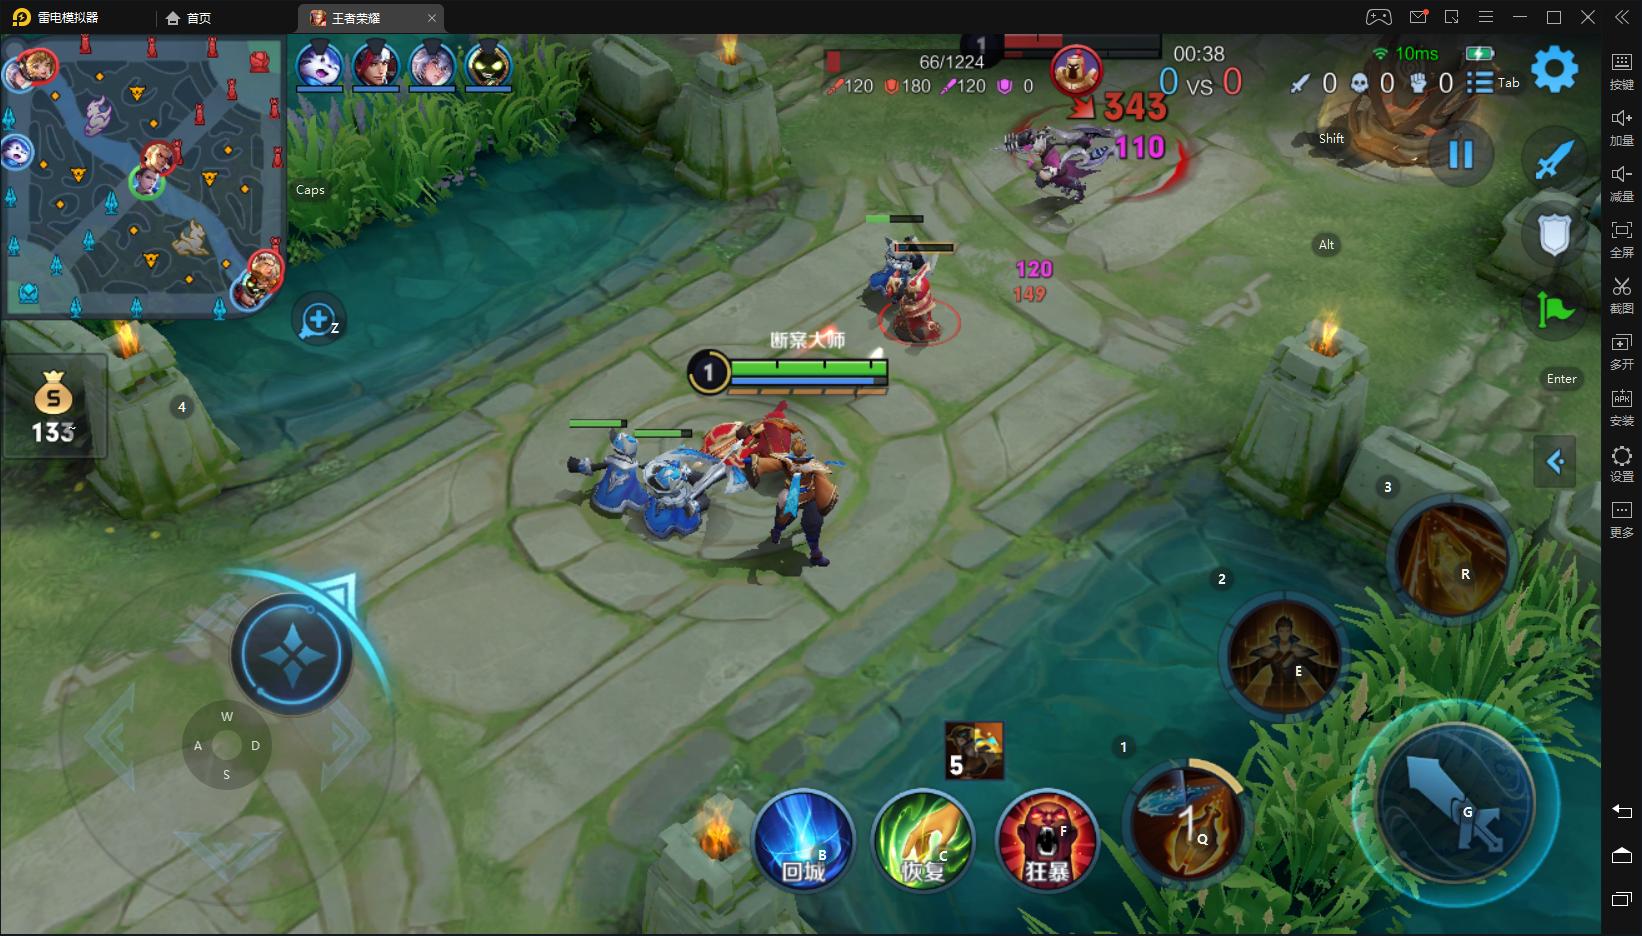 雷电模拟器
首页
王者荣耀
1
66/1224
120
180
120
0
343
110
00:38
0 VS 0
10ms
0
0
0
Tab
Shift
Caps
Alt
Enter
Z
120
149
断案大师
1
133
4
3
2
1
R
E
G
Q
1
W
A
D
S
5
B
回城
C
恢复
F
狂暴
按键
加量
减量
全屏
截图
多开
APK
安装
设置
更多